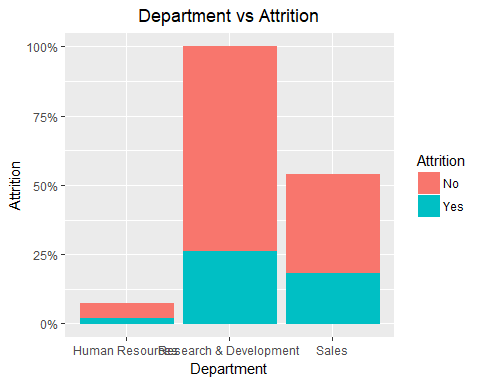 Department vs Attrition
100%
75%
50%
25%
0%
Attrition
Human Resources
Research & Development
Sales
Department
Attrition
No
Yes